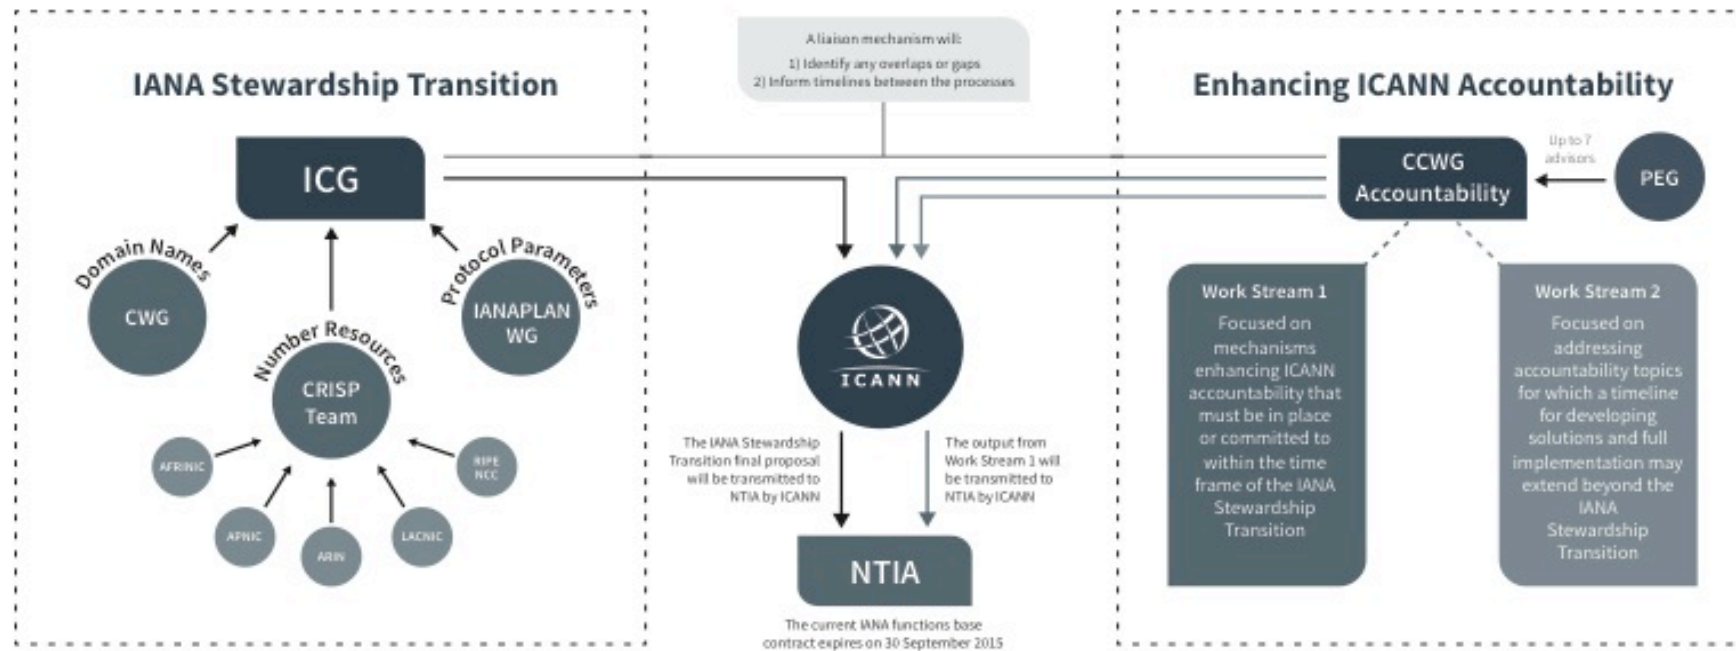 IANA Stewardship Transition
ICG
Domain Names
CWG
Protocol Parameters
IANAPLAN
WG
Number Resources
CRISP
Team
AFRINIC
RIPE
NCC
APNIC
LACNIC
ARIN
A liaison mechanism will:
1) Identify any overlaps or gaps
2) Inform timelines between the processes
ICANN
The IANA Stewardship
Transition final proposal
will be transmitted to
NTIA by ICANN
The output from
Work Stream 1 will
be transmitted to
NTIA by ICANN
NTIA
The current IANA functions base
contract expires on 30 September 2015
Enhancing ICANN Accountability
CCWG
Accountability
Up to 7
advisors
PEG
Work Stream 1
Focused on
mechanisms
enhancing ICANN
accountability that
must be in place
or committed to
within the time
frame of the IANA
Stewardship
Transition
Work Stream 2
Focused on
addressing
accountability topics
for which a timeline
for developing
solutions and full
implementation may
extend beyond the
IANA
Stewardship
Transition